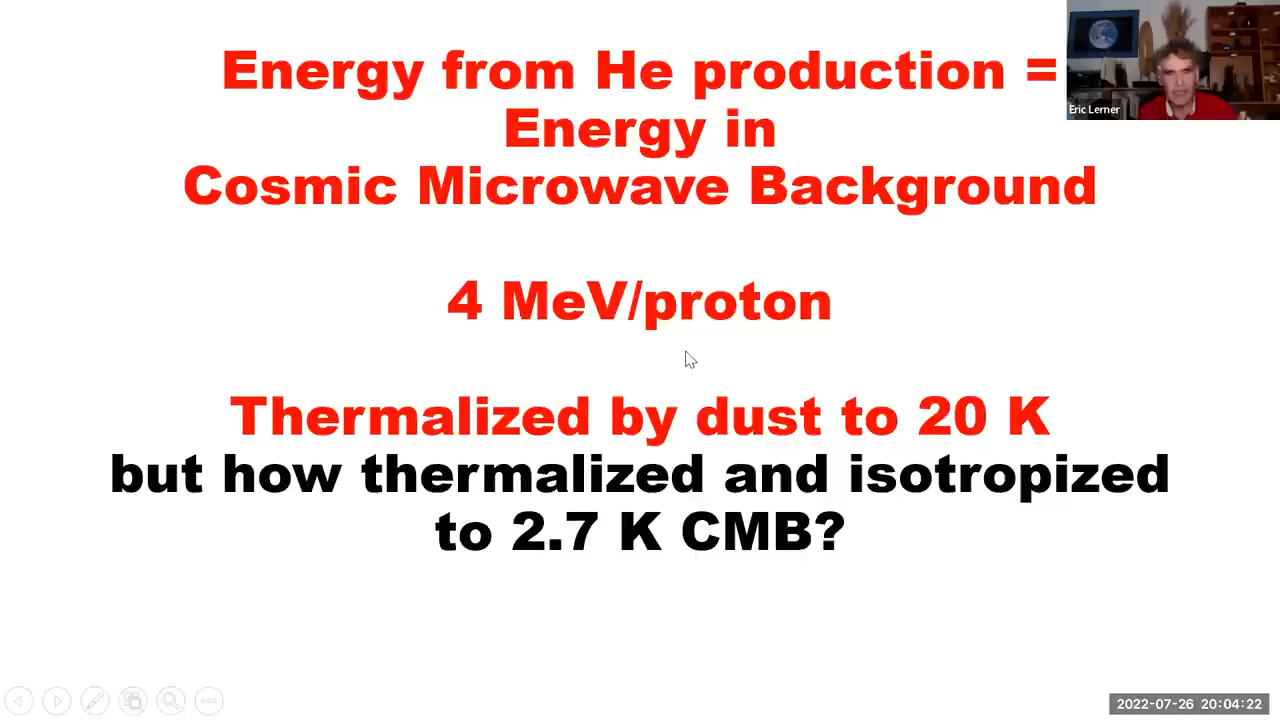 Energy from He production =
Energy in
Cosmic Microwave Background
4 MeV/proton
Thermalized by dust to 20 K
but how thermalized and isotropized
to 2.7 K CMB?
Eric Lerner
2022-07-26 20:04:22